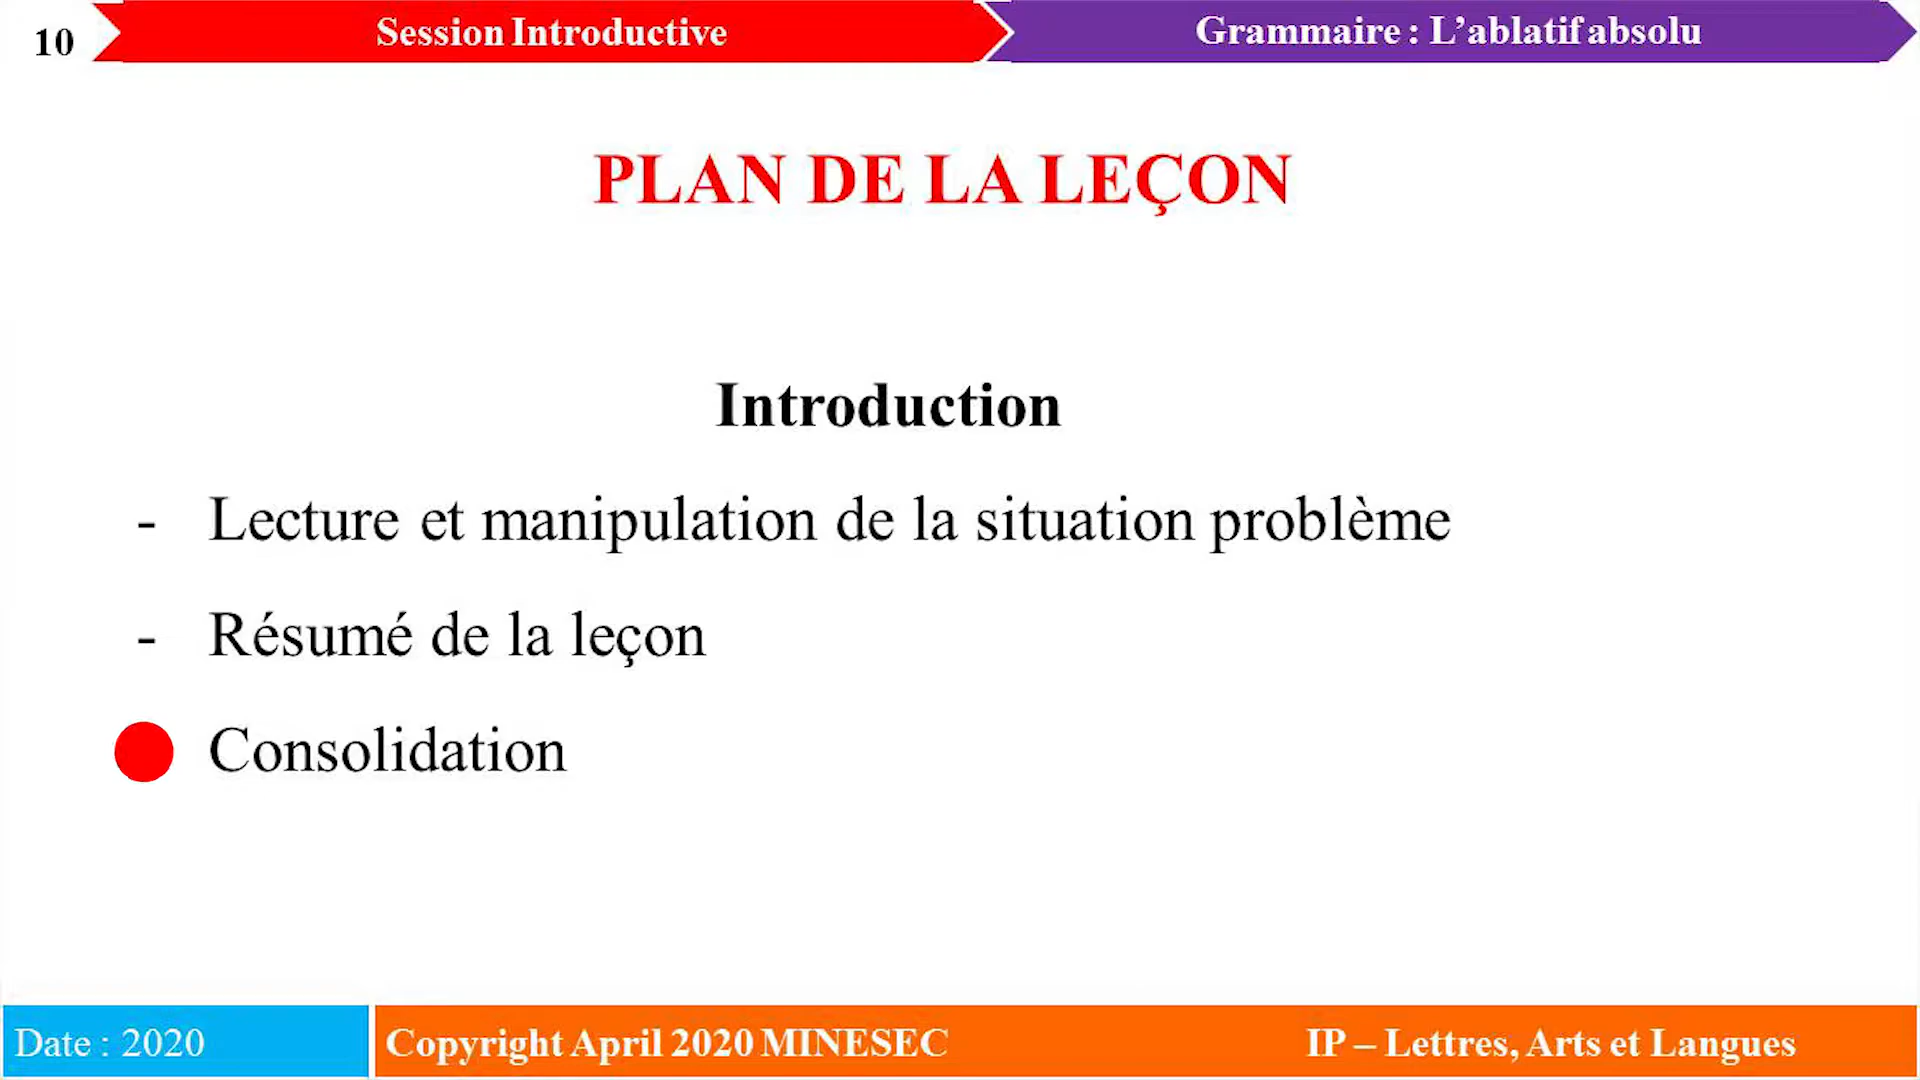 10
Session Introductive
Grammaire : L’ablatif absolu
PLAN DE LA LEÇON
Introduction
- Lecture et manipulation de la situation problème
- Résumé de la leçon
Consolidation
Date : 2020
Copyright April 2020 MINESEC
IP – Lettres, Arts et Langues